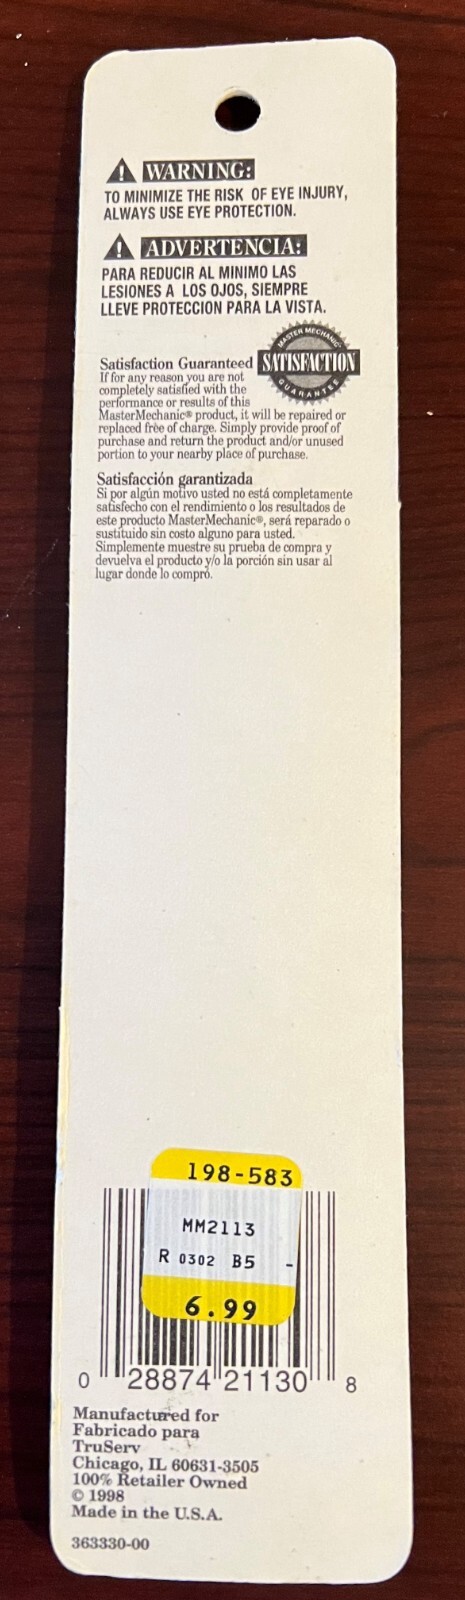 WARNING:
TO MINIMIZE THE RISK OF EYE INJURY,
ALWAYS USE EYE PROTECTION.
ADVERTENCIA:
PARA REDUCIR AL MINIMO LAS
LESIONES A LOS OJOS, SIEMPRE
LLEVE PROTECCION PARA LA VISTA.
MASTER MECHANIC
SATISFACTION
GUARANTEE
Satisfaction Guaranteed
If for any reason you are not
completely satisfied with the
performance or results of this
MasterMechanic® product, it will be repaired or
replaced free of charge. Simply provide proof of
purchase and return the product and/or unused
portion to your nearby place of purchase.
Satisfacción garantizada
Si por algún motivo usted no está completamente
satisfecho con el rendimiento o los resultados de
este producto MasterMechanic®, será reparado o
sustituido sin costo alguno para usted.
Simplemente muestre su prueba de compra y
devuelva el producto y/o la porción sin usar al
lugar donde lo compró.
198-583
MM2113
R 0302 B5 -
6.99
0 28874 21130 8
Manufactured for
Fabricado para
TruServ
Chicago, IL 60631-3505
100% Retailer Owned
© 1998
Made in the U.S.A.
363330-00